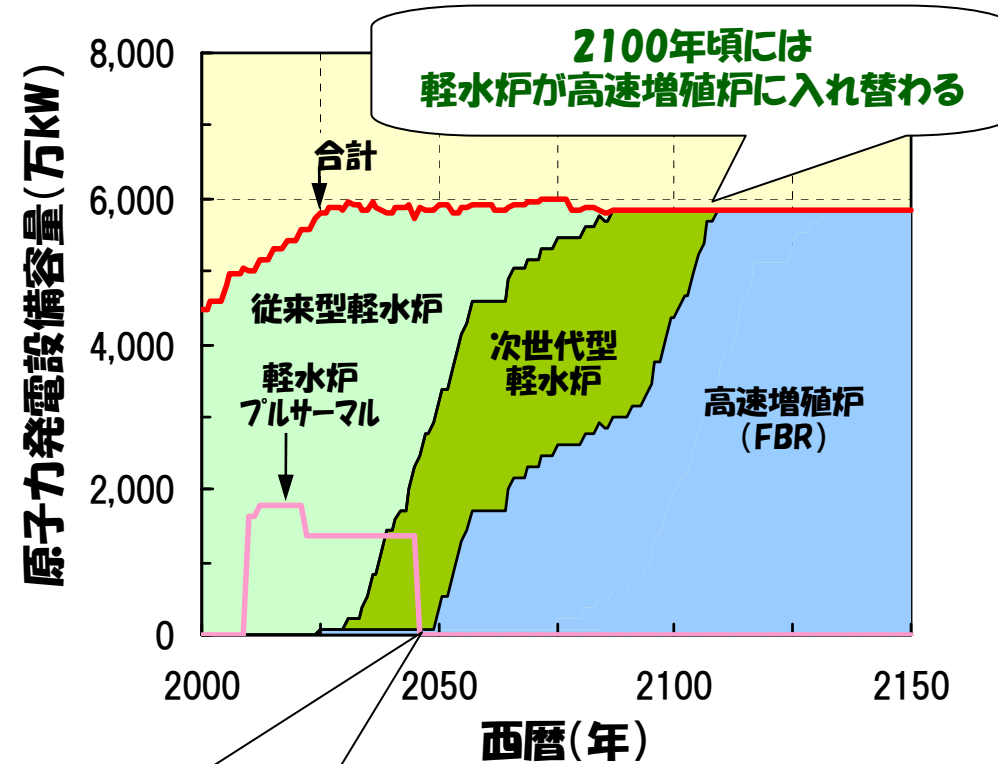 2100年頃には
軽水炉が高速増殖炉に入れ替わる
原子力発電設備容量(万kW)
8,000
6,000
4,000
2,000
0
合計
従来型軽水炉
軽水炉
プルサーマル
次世代型
軽水炉
高速増殖炉
(FBR)
2000
2050
2100
2150
西暦(年)